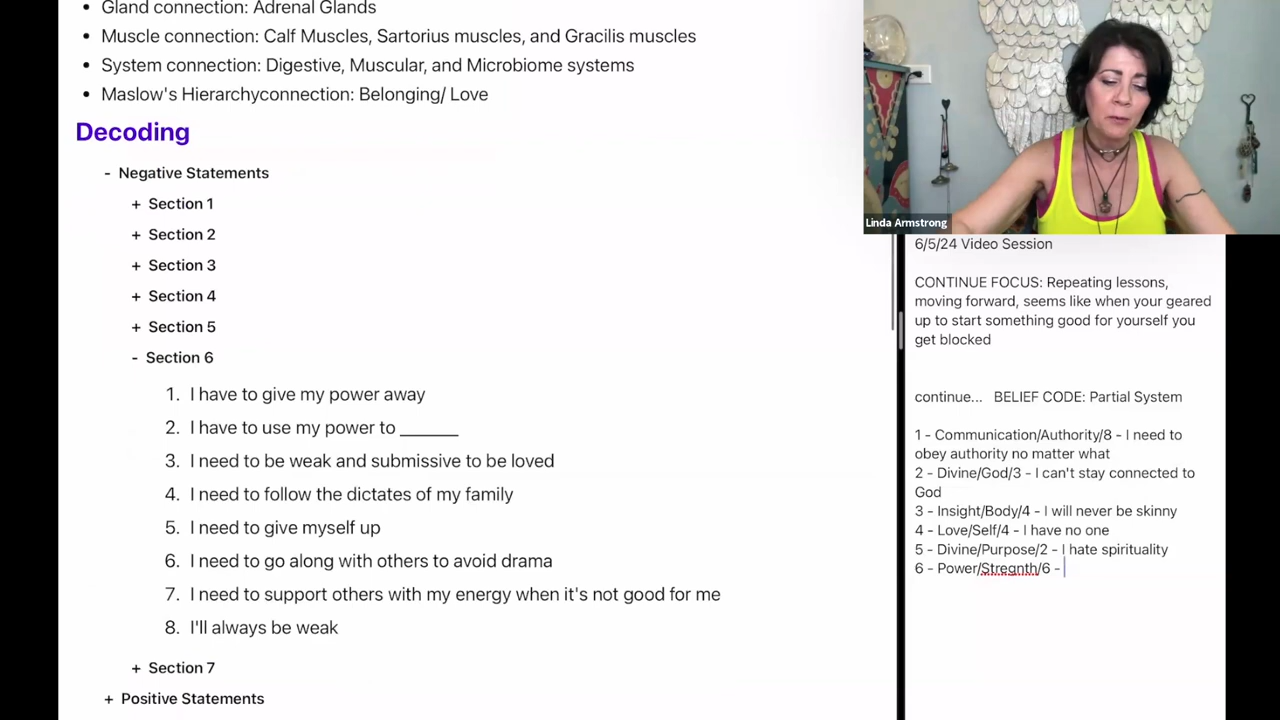 Gland connection: Adrenal Glands
Muscle connection: Calf Muscles, Sartorius muscles, and Gracilis muscles
System connection: Digestive, Muscular, and Microbiome systems
Maslow's Hierarchyconnection: Belonging/ Love
Decoding
- Negative Statements
+ Section 1
+ Section 2
+ Section 3
+ Section 4
+ Section 5
- Section 6
1. I have to give my power away
2. I have to use my power to _______
3. I need to be weak and submissive to be loved
4. I need to follow the dictates of my family
5. I need to give myself up
6. I need to go along with others to avoid drama
7. I need to support others with my energy when it's not good for me
8. I'll always be weak
+ Section 7
+ Positive Statements
Linda Armstrong
6/5/24 Video Session
CONTINUE FOCUS: Repeating lessons,
moving forward, seems like when your geared
up to start something good for yourself you
get blocked
continue... BELIEF CODE: Partial System
1 - Communication/Authority/8 - I need to
obey authority no matter what
2 - Divine/God/3 - I can't stay connected to
God
3 - Insight/Body/4 - I will never be skinny
4 - Love/Self/4 - I have no one
5 - Divine/Purpose/2 - I hate spirituality
6 - Power/Stregnth/6 -